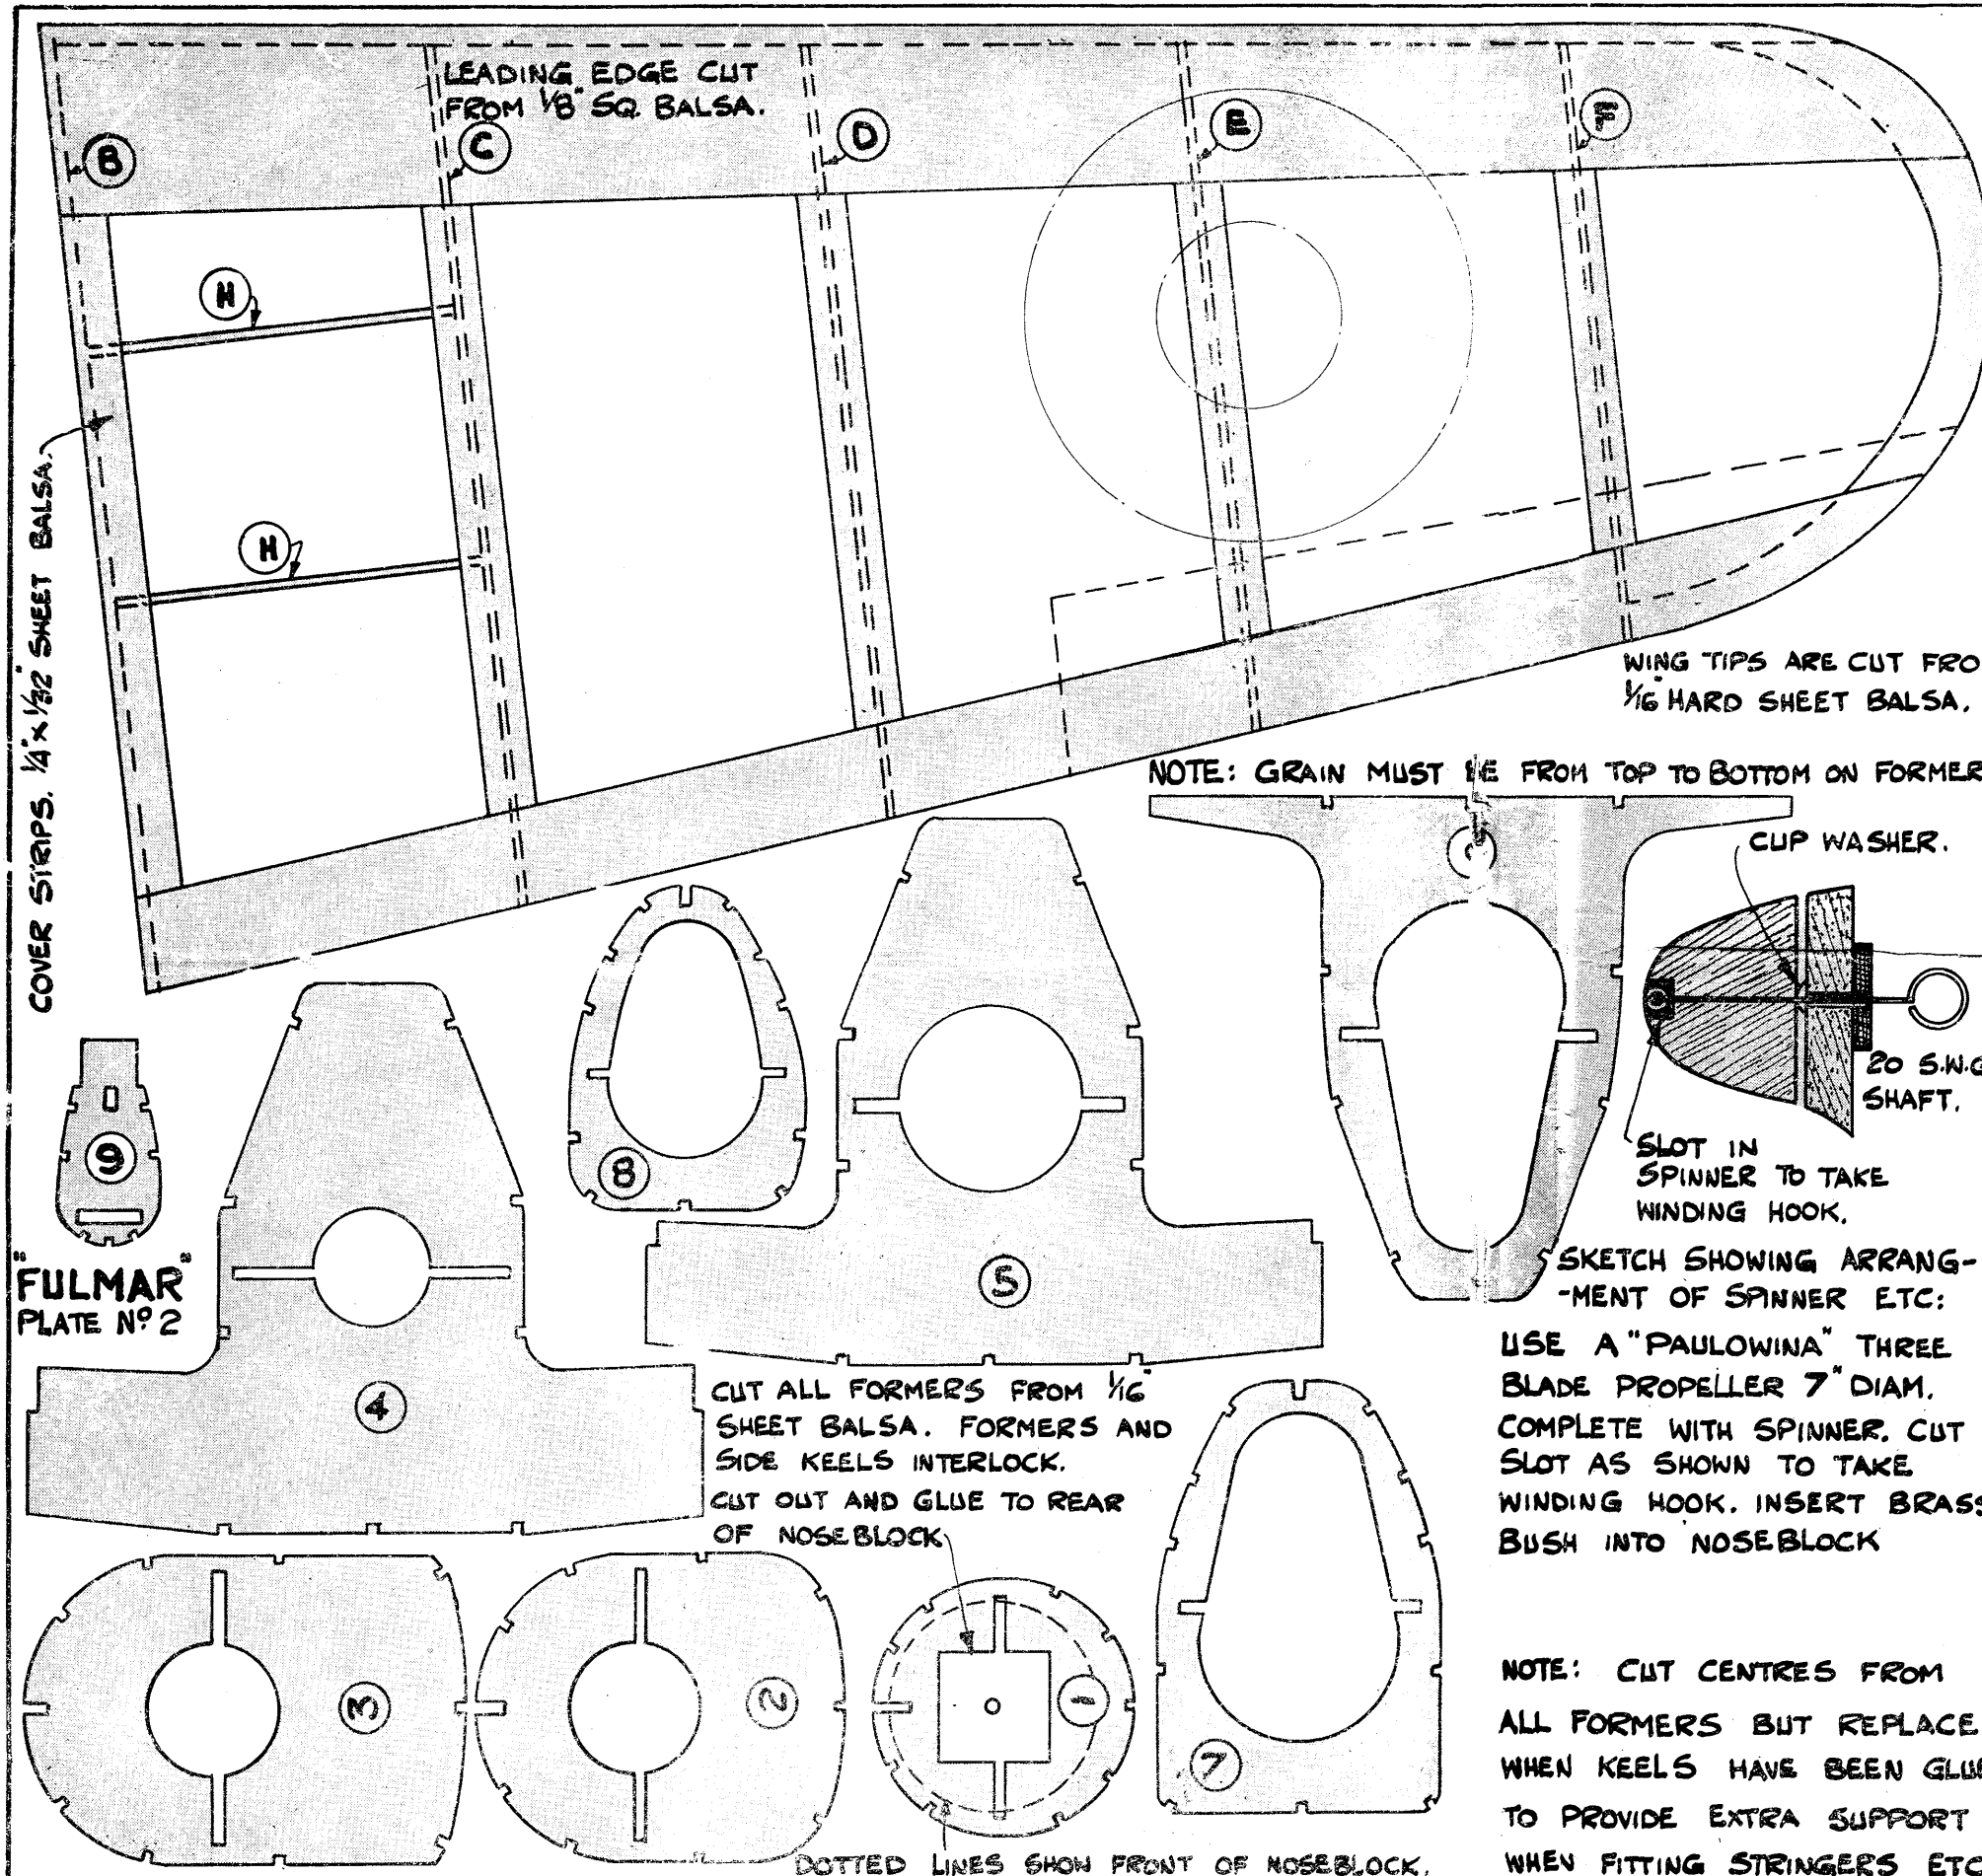 LEADING EDGE CUT
FROM 1/8" SQ. BALSA.
B
C
D
E
F
H
H
COVER STRIPS. 1/4" x 1/32" SHEET BALSA.
WING TIPS ARE CUT FRO
1/16" HARD SHEET BALSA.
NOTE: GRAIN MUST BE FROM TOP TO BOTTOM ON FORMER
CUP WASHER.
20 S.W.G
SHAFT.
SLOT IN
SPINNER TO TAKE
WINDING HOOK.
SKETCH SHOWING ARRANG-
-MENT OF SPINNER ETC:
USE A "PAULOWINA" THREE
BLADE PROPELLER 7" DIAM.
COMPLETE WITH SPINNER. CUT
SLOT AS SHOWN TO TAKE
WINDING HOOK. INSERT BRASS
BUSH INTO NOSEBLOCK
9
8
5
4
"FULMAR"
PLATE Nº 2
CUT ALL FORMERS FROM 1/16"
SHEET BALSA. FORMERS AND
SIDE KEELS INTERLOCK.
CUT OUT AND GLUE TO REAR
OF NOSEBLOCK
3
2
1
7
NOTE: CUT CENTRES FROM
ALL FORMERS BUT REPLACE
WHEN KEELS HAVE BEEN GLUE
TO PROVIDE EXTRA SUPPORT
WHEN FITTING STRINGERS ETC
DOTTED LINES SHOW FRONT OF NOSEBLOCK.